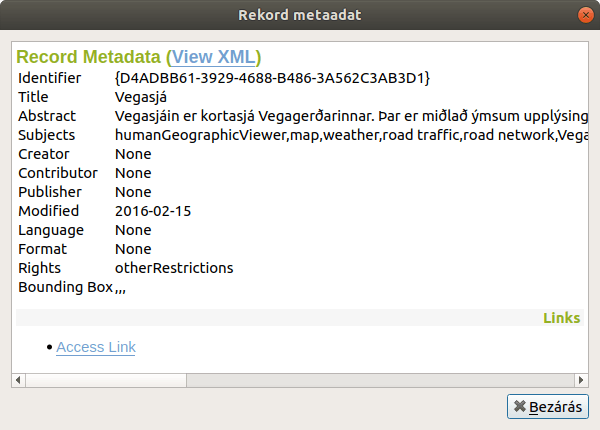 Rekord metaadat
Record Metadata (View XML)
Identifier {D4ADBB61-3929-4688-B486-3A562C3AB3D1}
Title Vegasjá
Abstract Vegasjáin er kortasjá Vegagerðarinnar. Þar er miðlað ýmsum upplýsing
Subjects humanGeographicViewer,map,weather,road traffic,road network,Vega
Creator None
Contributor None
Publisher None
Modified 2016-02-15
Language None
Format None
Rights otherRestrictions
Bounding Box ,,,
Links
• Access Link
Bezárás